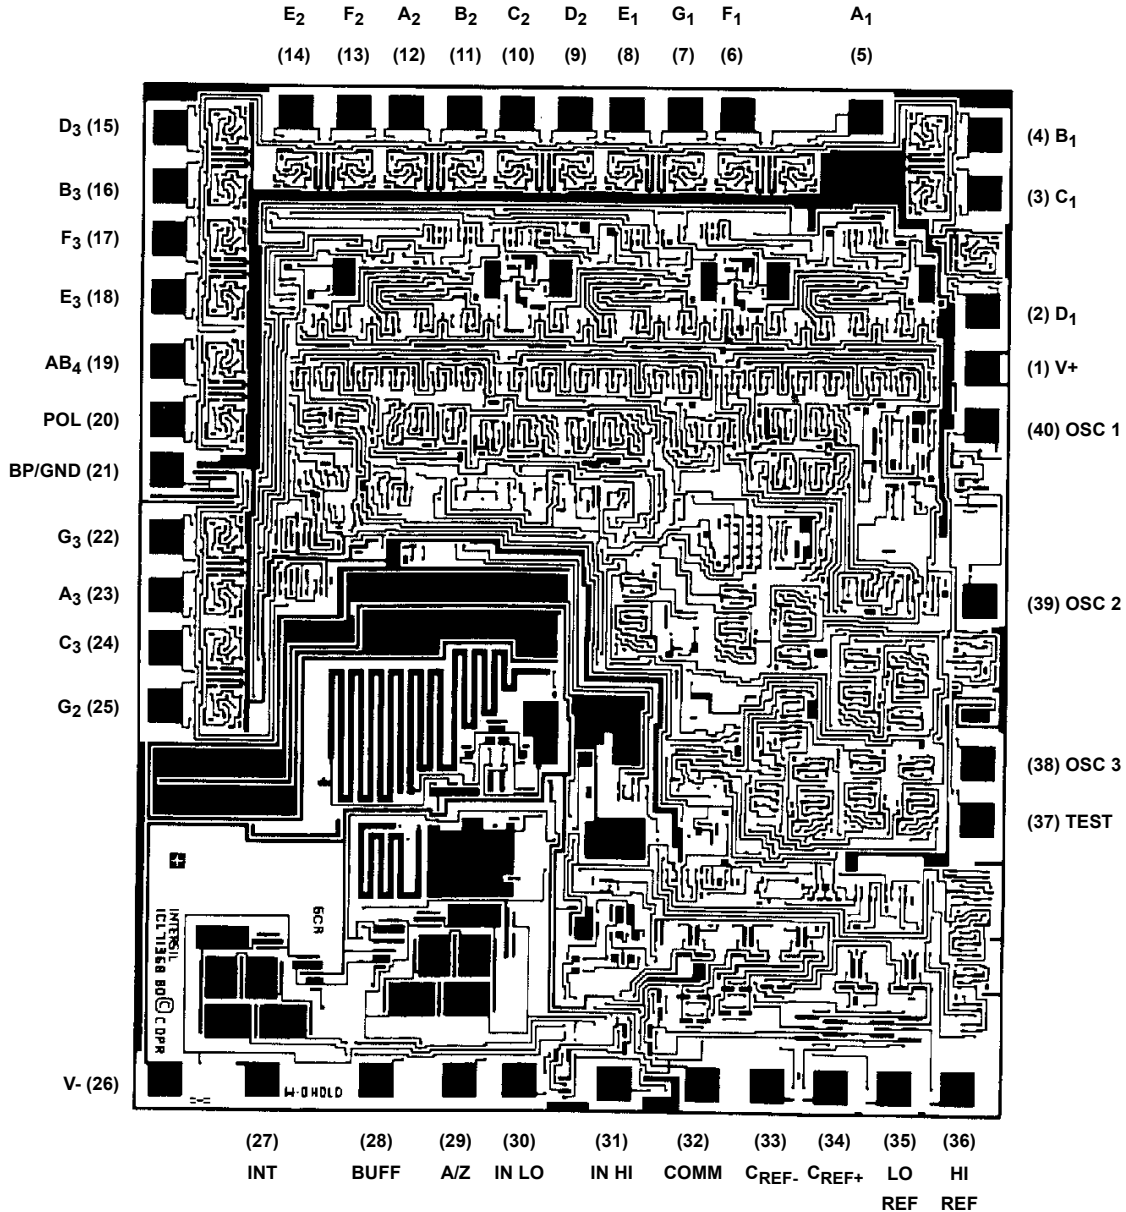 E2 F2 A2 B2 C2 D2 E1 G1 F1 A1
(14) (13) (12) (11) (10) (9) (8) (7) (6) (5)
D3 (15)
(4) B1
B3 (16)
(3) C1
F3 (17)
E3 (18)
(2) D1
AB4 (19)
(1) V+
POL (20)
(40) OSC 1
BP/GND (21)
G3 (22)
A3 (23)
(39) OSC 2
C3 (24)
G2 (25)
(38) OSC 3
(37) TEST
GCR
INTERSIL
ICL7136B BD © C DPR
V- (26)
W·OHOLD
(27) (28) (29) (30) (31) (32) (33) (34) (35) (36)
INT BUFF A/Z IN LO IN HI COMM CREF- CREF+ LO HI
REF REF